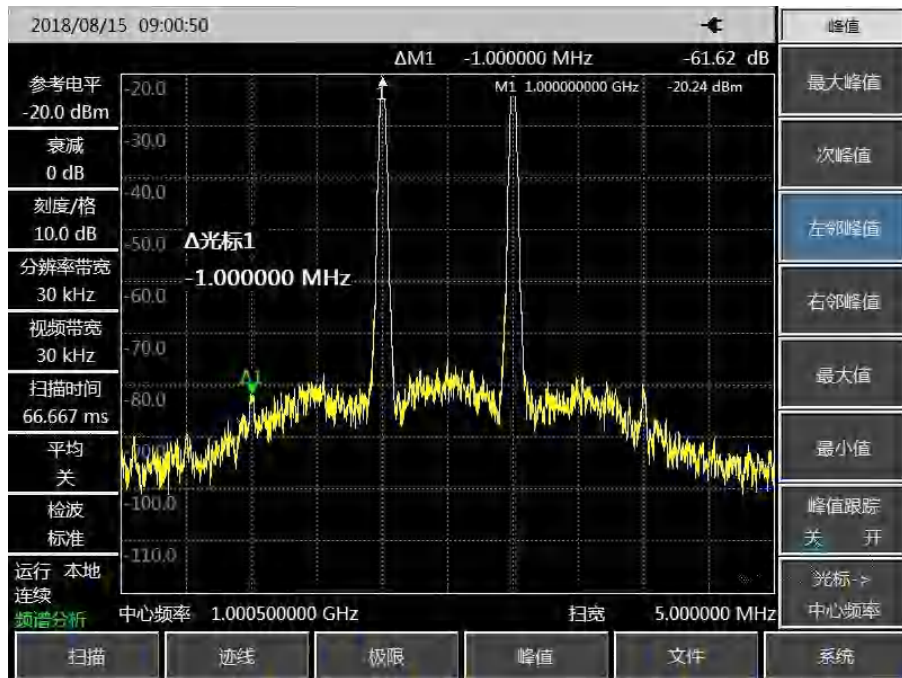 2018/08/15 09:00:50
峰值
ΔM1 -1.000000 MHz -61.62 dB
M1 1.000000000 GHz -20.24 dBm
参考电平
-20.0 dBm
衰减
0 dB
刻度/格
10.0 dB
分辨率带宽
30 kHz
视频带宽
30 kHz
扫描时间
66.667 ms
平均
关
检波
标准
运行 本地
连续
频谱分析
-20.0
-30.0
-40.0
-50.0
-60.0
-70.0
-80.0
-90.0
-100.0
-110.0
Δ光标1
-1.000000 MHz
Δ1
中心频率 1.000500000 GHz 扫宽 5.000000 MHz
最大峰值
次峰值
左邻峰值
右邻峰值
最大值
最小值
峰值跟踪
关 开
光标->
中心频率
扫描 迹线 极限 峰值 文件 系统